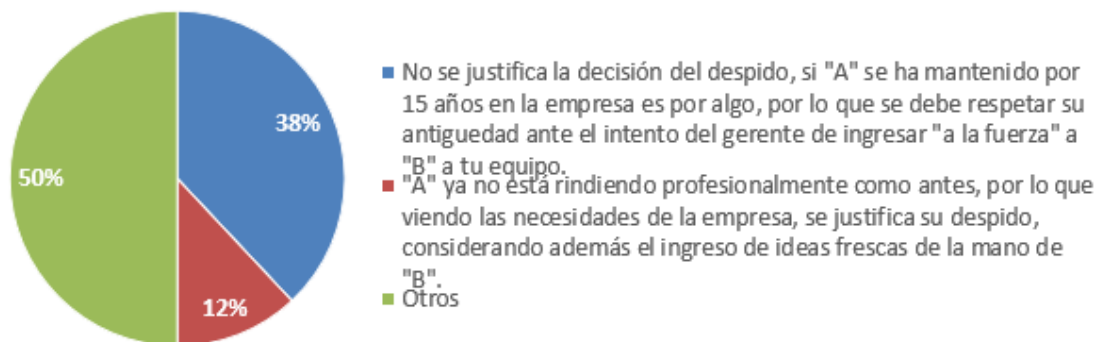 38%
50%
12%
No se justifica la decisión del despido, si "A" se ha mantenido por
15 años en la empresa es por algo, por lo que se debe respetar su
antiguedad ante el intento del gerente de ingresar "a la fuerza" a
"B" a tu equipo.
"A" ya no está rindiendo profesionalmente como antes, por lo que
viendo las necesidades de la empresa, se justifica su despido,
considerando además el ingreso de ideas frescas de la mano de
"B".
Otros